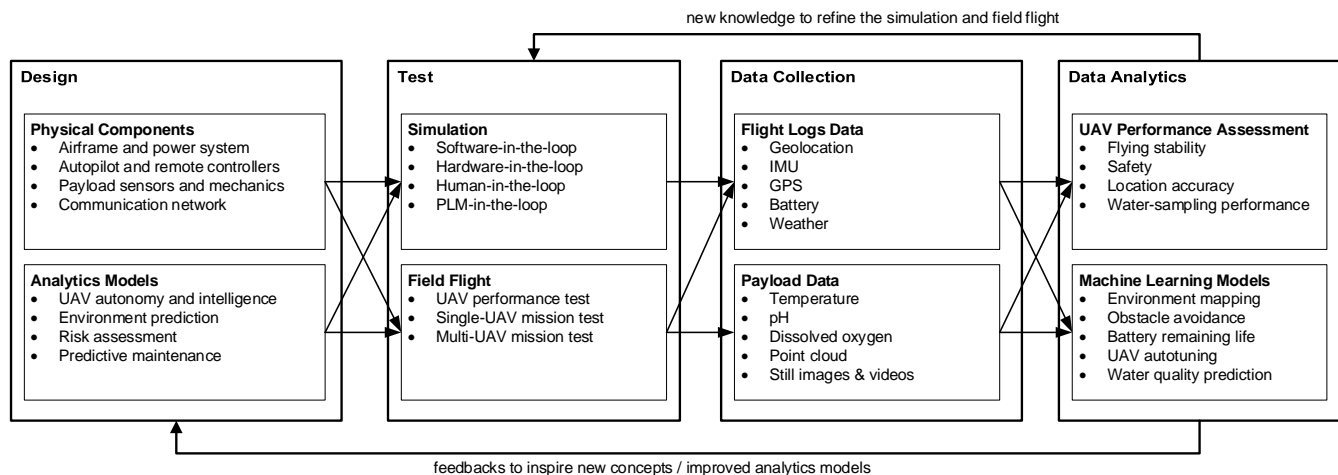 new knowledge to refine the simulation and field flight
Design
Physical Components
• Airframe and power system
• Autopilot and remote controllers
• Payload sensors and mechanics
• Communication network
Analytics Models
• UAV autonomy and intelligence
• Environment prediction
• Risk assessment
• Predictive maintenance
Test
Simulation
• Software-in-the-loop
• Hardware-in-the-loop
• Human-in-the-loop
• PLM-in-the-loop
Field Flight
• UAV performance test
• Single-UAV mission test
• Multi-UAV mission test
Data Collection
Flight Logs Data
• Geolocation
• IMU
• GPS
• Battery
• Weather
Payload Data
• Temperature
• pH
• Dissolved oxygen
• Point cloud
• Still images & videos
Data Analytics
UAV Performance Assessment
• Flying stability
• Safety
• Location accuracy
• Water-sampling performance
Machine Learning Models
• Environment mapping
• Obstacle avoidance
• Battery remaining life
• UAV autotuning
• Water quality prediction
feedbacks to inspire new concepts / improved analytics models